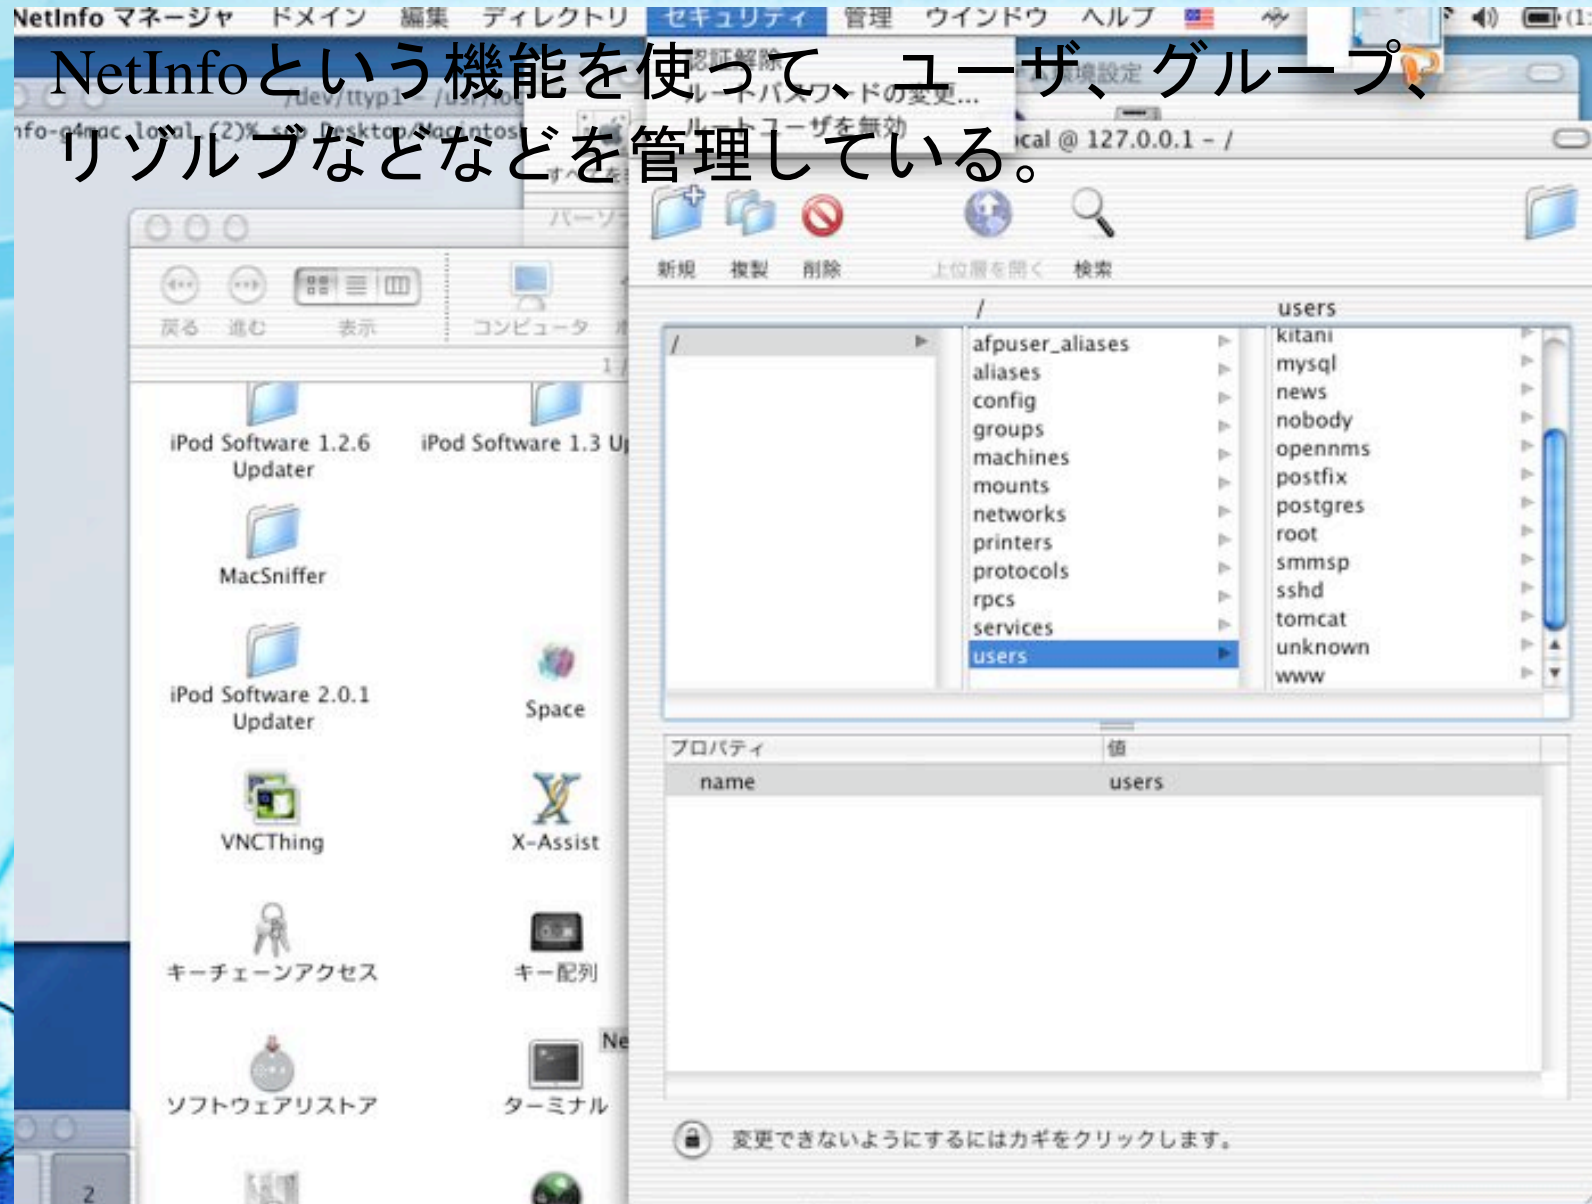 NetInfo マネージャ ドメイン 編集 ディレクトリ セキュリティ 管理 ウインドウ ヘルプ
NetInfoという機能を使って、ユーザ、グループ、
リゾルブなどなどを管理している。
認証解除
ルートパスワードの変更...
ルートユーザを無効
環境設定
/dev/ttyp1
local @ 127.0.0.1 – /
新規 複製 削除 上位層を開く 検索
戻る 進む 表示 コンピュータ
/ users
/
afpuser_aliases
aliases
config
groups
machines
mounts
networks
printers
protocols
rpcs
services
users
kitani
mysql
news
nobody
opennms
postfix
postgres
root
smmsp
sshd
tomcat
unknown
www
iPod Software 1.2.6
Updater
iPod Software 1.3 Up
MacSniffer
iPod Software 2.0.1
Updater
Space
VNCThing
X-Assist
キーチェーンアクセス
キー配列
ソフトウェアリストア
ターミナル
Ne
プロパティ 値
name users
変更できないようにするにはカギをクリックします。
2